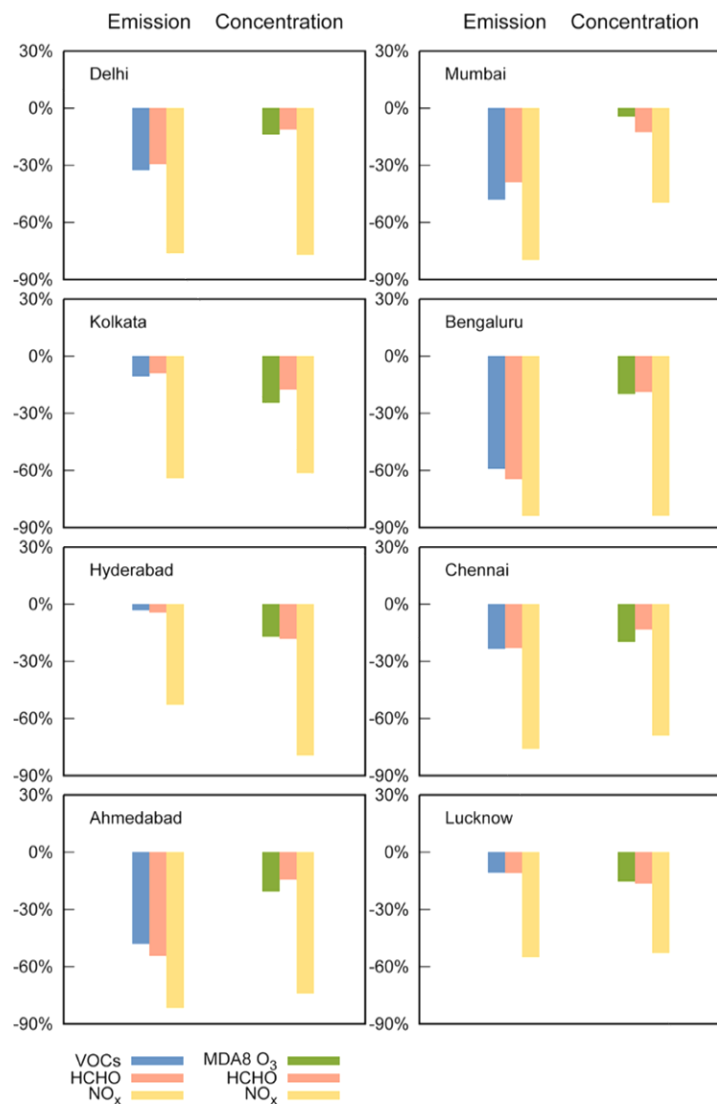 Emission Concentration Emission Concentration
30% 30%
Delhi Mumbai
0% 0%
-30% -30%
-60% -60%
-90% -90%
30% 30%
Kolkata Bengaluru
0% 0%
-30% -30%
-60% -60%
-90% -90%
30% 30%
Hyderabad Chennai
0% 0%
-30% -30%
-60% -60%
-90% -90%
30% 30%
Ahmedabad Lucknow
0% 0%
-30% -30%
-60% -60%
-90% -90%
VOCs MDA8 O₃
HCHO HCHO
NOₓ NOₓ